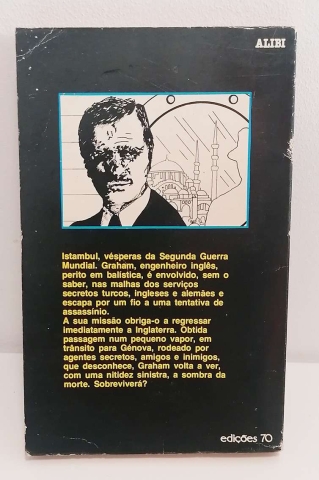 ALIBI
Istambul, vésperas da Segunda Guerra
Mundial. Graham, engenheiro inglês,
perito em balística, é envolvido, sem o
saber, nas malhas dos serviços
secretos turcos, ingleses e alemães e
escapa por um fio a uma tentativa de
assassínio.
A sua missão obriga-o a regressar
imediatamente a Inglaterra. Obtida
passagem num pequeno vapor, em
trânsito para Génova, rodeado por
agentes secretos, amigos e inimigos,
que desconhece, Graham volta a ver,
com uma nitidez sinistra, a sombra da
morte. Sobreviverá?
edições 70